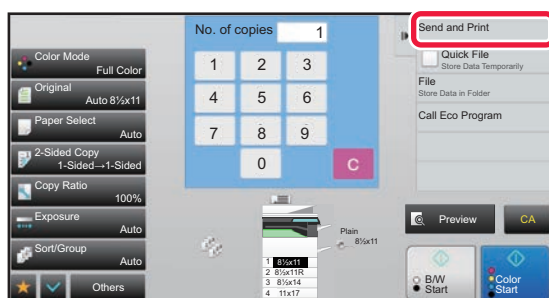 No. of copies 1
Send and Print
Quick File
Store Data Temporarily
File
Store Data in Folder
Call Eco Program
Color Mode
Full Color
Original
Auto 8½x11
Paper Select
Auto
2-Sided Copy
1-Sided→1-Sided
Copy Ratio
100%
Exposure
Auto
Sort/Group
Auto
Others
1 2 3
4 5 6
7 8 9
0 C
Plain
8½x11
1 8½x11
2 8½x11R
3 8½x14
4 11x17
Preview
CA
B/W
Start
Color
Start